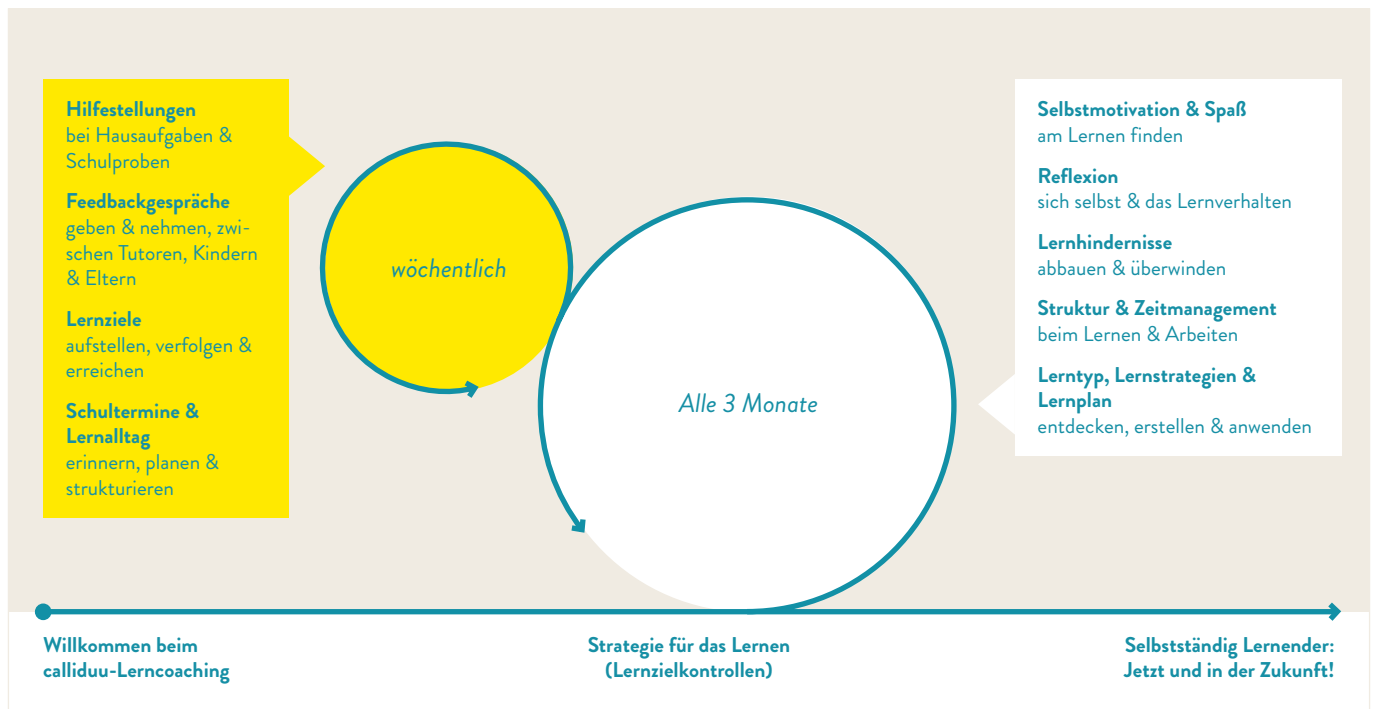 Hilfestellungen
bei Hausaufgaben &
Schulproben
Feedbackgespräche
geben & nehmen, zwi-
schen Tutoren, Kindern
& Eltern
Lernziele
aufstellen, verfolgen &
erreichen
Schultermine &
Lernalltag
erinnern, planen &
strukturieren
wöchentlich
Alle 3 Monate
Selbstmotivation & Spaß
am Lernen finden
Reflexion
sich selbst & das Lernverhalten
Lernhindernisse
abbauen & überwinden
Struktur & Zeitmanagement
beim Lernen & Arbeiten
Lerntyp, Lernstrategien &
Lernplan
entdecken, erstellen & anwenden
Willkommen beim
calliduu-Lerncoaching
Strategie für das Lernen
(Lernzielkontrollen)
Selbstständig Lernender:
Jetzt und in der Zukunft!